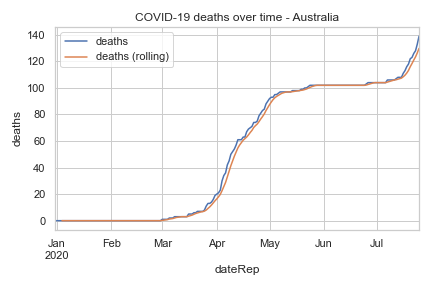 COVID-19 deaths over time - Australia
deaths
deaths (rolling)
140
120
100
80
60
40
20
0
deaths
Jan Feb Mar Apr May Jun Jul
2020
dateRep